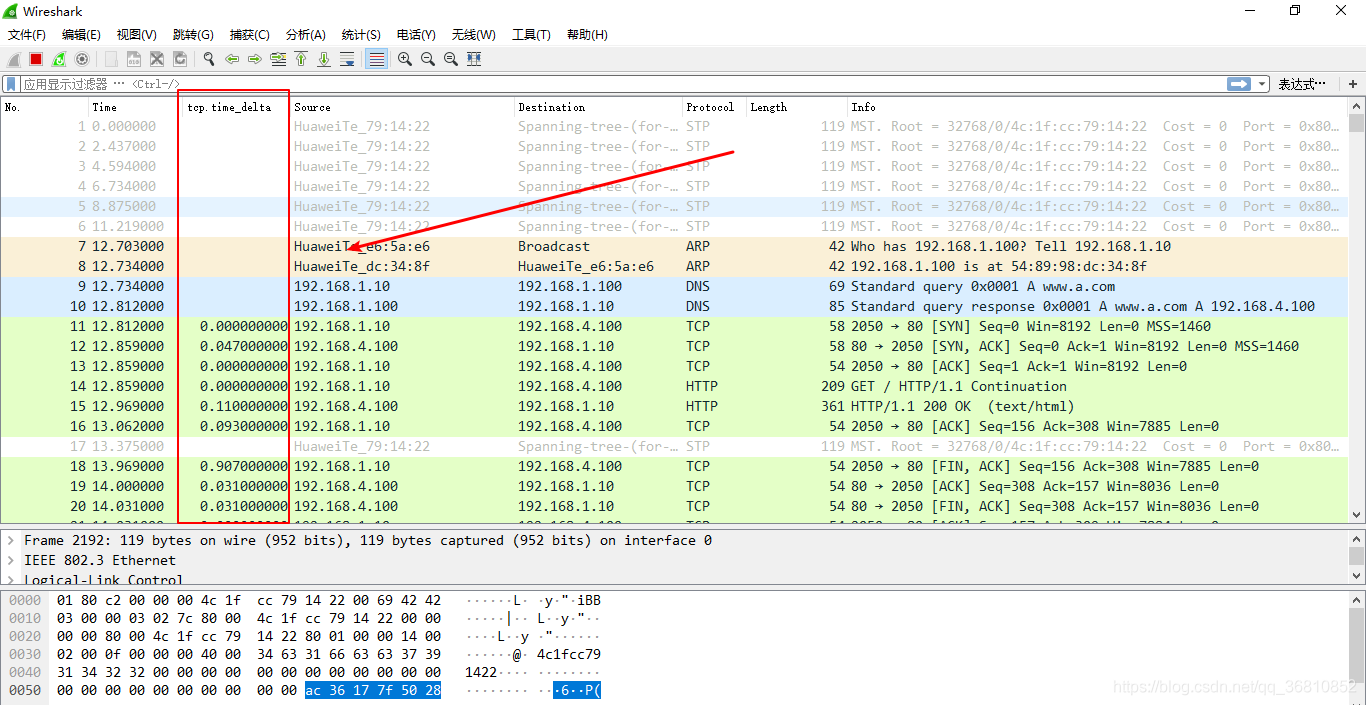 Wireshark
文件(F) 编辑(E) 视图(V) 跳转(G) 捕获(C) 分析(A) 统计(S) 电话(Y) 无线(W) 工具(T) 帮助(H)
应用显示过滤器 … <Ctrl-/> 表达式… +
No. Time tcp.time_delta Source Destination Protocol Length Info
1 0.000000 HuaweiTe_79:14:22 Spanning-tree-(for-… STP 119 MST. Root = 32768/0/4c:1f:cc:79:14:22 Cost = 0 Port = 0x80…
2 2.437000 HuaweiTe_79:14:22 Spanning-tree-(for-… STP 119 MST. Root = 32768/0/4c:1f:cc:79:14:22 Cost = 0 Port = 0x80…
3 4.594000 HuaweiTe_79:14:22 Spanning-tree-(for-… STP 119 MST. Root = 32768/0/4c:1f:cc:79:14:22 Cost = 0 Port = 0x80…
4 6.734000 HuaweiTe_79:14:22 Spanning-tree-(for-… STP 119 MST. Root = 32768/0/4c:1f:cc:79:14:22 Cost = 0 Port = 0x80…
5 8.875000 HuaweiTe_79:14:22 Spanning-tree-(for-… STP 119 MST. Root = 32768/0/4c:1f:cc:79:14:22 Cost = 0 Port = 0x80…
6 11.219000 HuaweiTe_79:14:22 Spanning-tree-(for-… STP 119 MST. Root = 32768/0/4c:1f:cc:79:14:22 Cost = 0 Port = 0x80…
7 12.703000 HuaweiTe_e6:5a:e6 Broadcast ARP 42 Who has 192.168.1.100? Tell 192.168.1.10
8 12.734000 HuaweiTe_dc:34:8f HuaweiTe_e6:5a:e6 ARP 42 192.168.1.100 is at 54:89:98:dc:34:8f
9 12.734000 192.168.1.10 192.168.1.100 DNS 69 Standard query 0x0001 A www.a.com
10 12.812000 192.168.1.100 192.168.1.10 DNS 85 Standard query response 0x0001 A www.a.com A 192.168.4.100
11 12.812000 0.000000000 192.168.1.10 192.168.4.100 TCP 58 2050 → 80 [SYN] Seq=0 Win=8192 Len=0 MSS=1460
12 12.859000 0.047000000 192.168.4.100 192.168.1.10 TCP 58 80 → 2050 [SYN, ACK] Seq=0 Ack=1 Win=8192 Len=0 MSS=1460
13 12.859000 0.000000000 192.168.1.10 192.168.4.100 TCP 54 2050 → 80 [ACK] Seq=1 Ack=1 Win=8192 Len=0
14 12.859000 0.000000000 192.168.1.10 192.168.4.100 HTTP 209 GET / HTTP/1.1 Continuation
15 12.969000 0.110000000 192.168.4.100 192.168.1.10 HTTP 361 HTTP/1.1 200 OK (text/html)
16 13.062000 0.093000000 192.168.1.10 192.168.4.100 TCP 54 2050 → 80 [ACK] Seq=156 Ack=308 Win=7885 Len=0
17 13.375000 HuaweiTe_79:14:22 Spanning-tree-(for-… STP 119 MST. Root = 32768/0/4c:1f:cc:79:14:22 Cost = 0 Port = 0x80…
18 13.969000 0.907000000 192.168.1.10 192.168.4.100 TCP 54 2050 → 80 [FIN, ACK] Seq=156 Ack=308 Win=7885 Len=0
19 14.000000 0.031000000 192.168.4.100 192.168.1.10 TCP 54 80 → 2050 [ACK] Seq=308 Ack=157 Win=8036 Len=0
20 14.031000 0.031000000 192.168.4.100 192.168.1.10 TCP 54 80 → 2050 [FIN, ACK] Seq=308 Ack=157 Win=8036 Len=0
Frame 2192: 119 bytes on wire (952 bits), 119 bytes captured (952 bits) on interface 0
IEEE 802.3 Ethernet
Logical-Link Control
0000 01 80 c2 00 00 00 4c 1f cc 79 14 22 00 69 42 42 ······L· ·y·"·iBB
0010 03 00 00 03 02 7c 80 00 4c 1f cc 79 14 22 00 00 ·····|·· L··y·"··
0020 00 00 80 00 4c 1f cc 79 14 22 80 01 00 00 14 00 ····L··y ·"······
0030 02 00 0f 00 00 00 40 00 34 63 31 66 63 63 37 39 ······@· 4c1fcc79
0040 31 34 32 32 00 00 00 00 00 00 00 00 00 00 00 00 1422···· ········
0050 00 00 00 00 00 00 00 00 00 00 ac 36 17 7f 50 28 ········ ···6··P(
https://blog.csdn.net/qq_36810852